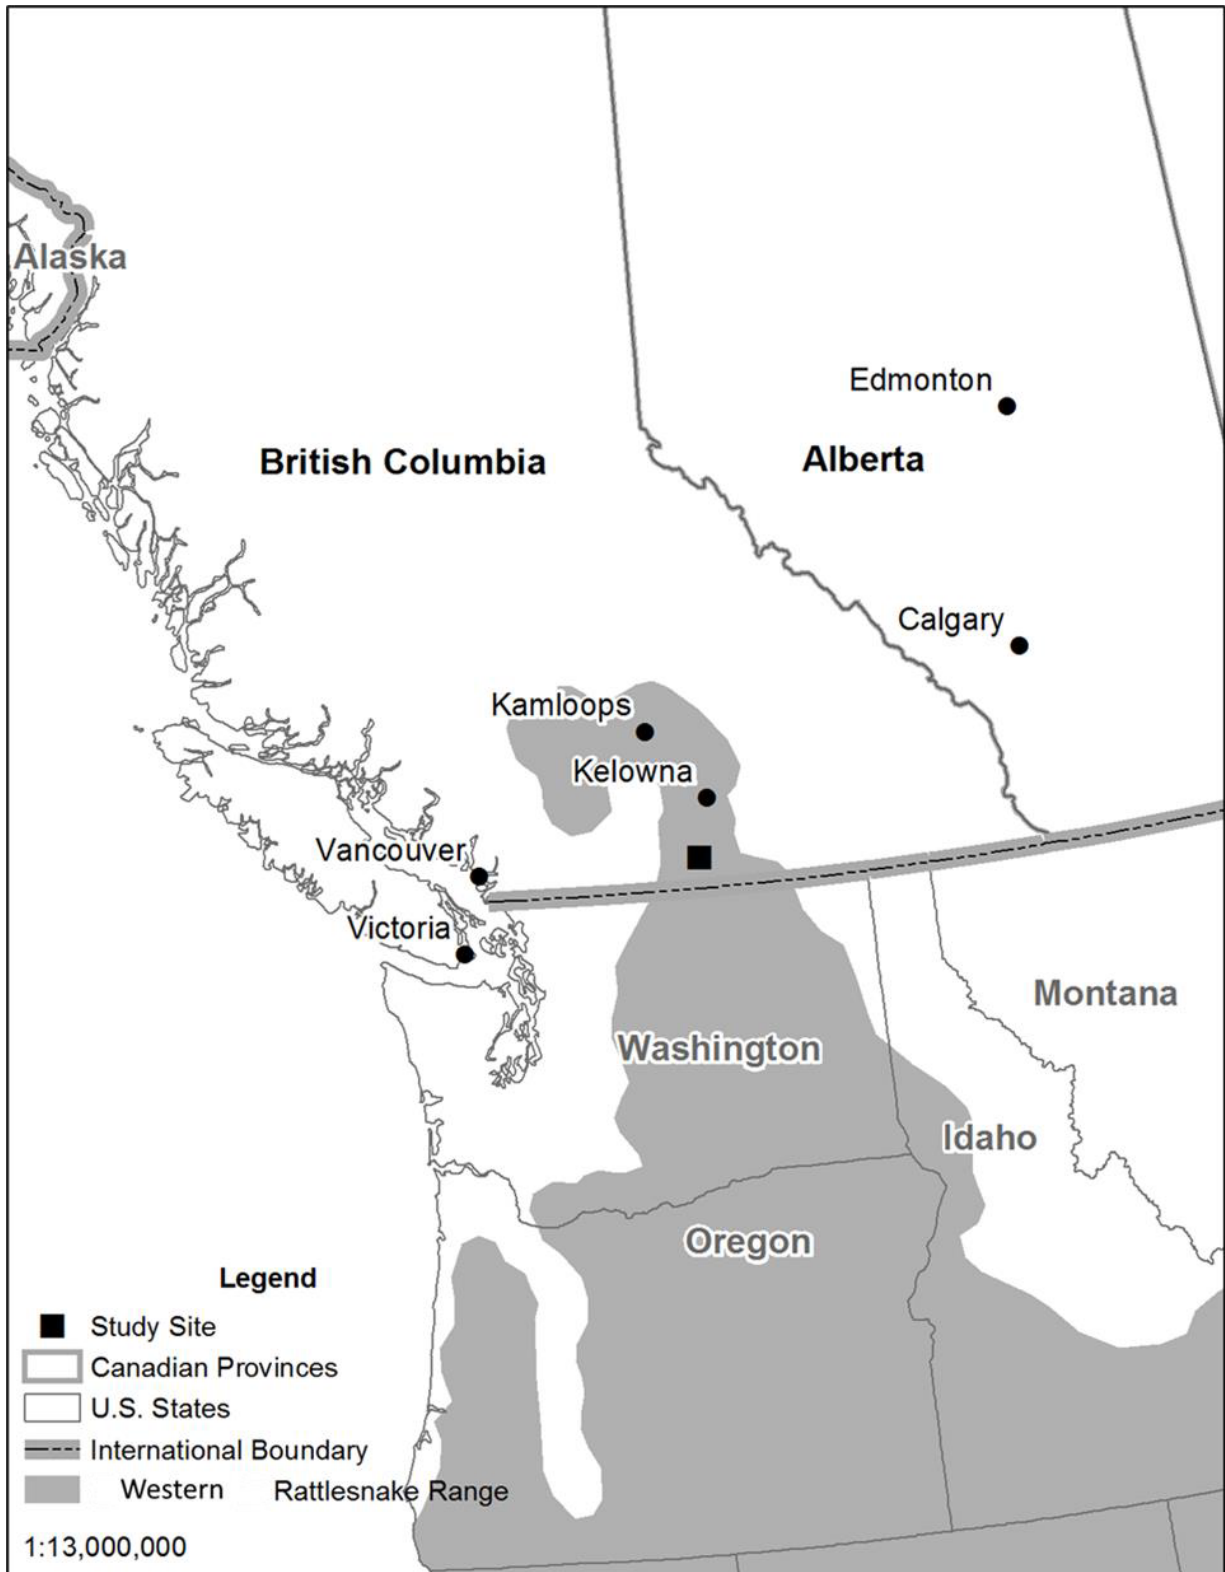 Alaska
Edmonton
British Columbia
Alberta
Calgary
Kamloops
Kelowna
Vancouver
Victoria
Montana
Washington
Idaho
Oregon
Legend
Study Site
Canadian Provinces
U.S. States
International Boundary
Western Rattlesnake Range
1:13,000,000